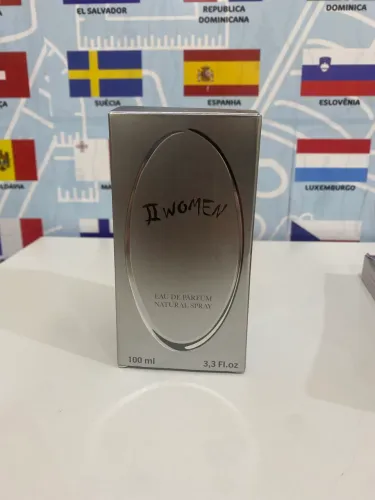 EL SALVADOR
REPÚBLICA
DOMINICANA
DOMINICA
SUÉCIA
ESPANHA
ESLOVÊNIA
LUXEMBURGO
II WOMEN
EAU DE PARFUM
NATURAL SPRAY
100 ml
3,3 Fl.oz